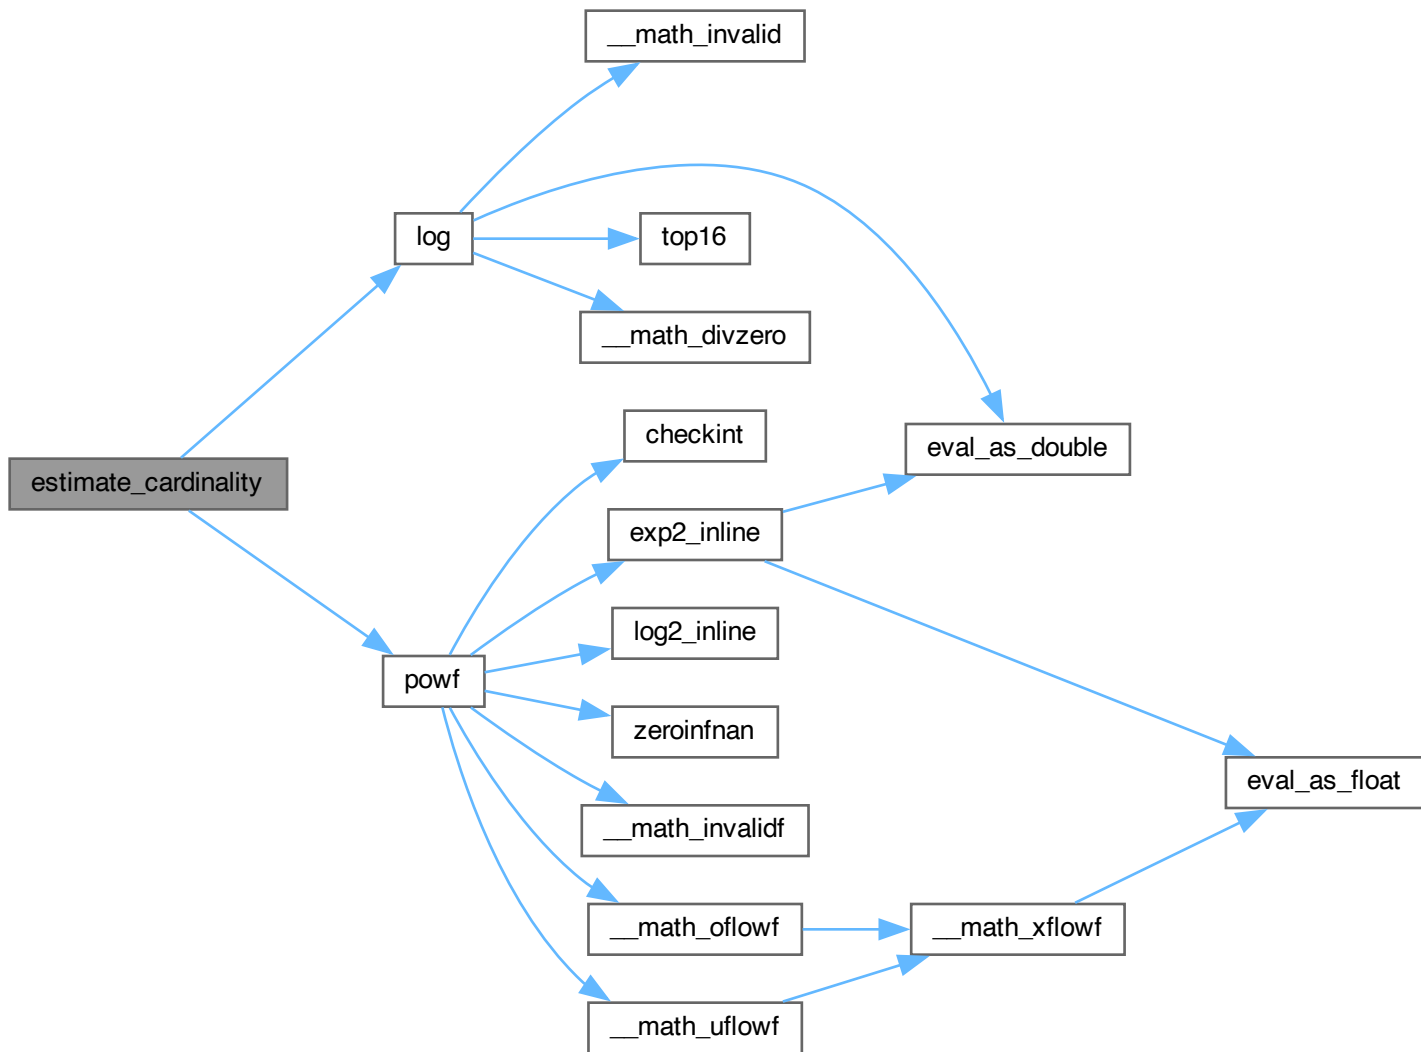 __math_invalid
log
top16
__math_divzero
checkint
eval_as_double
estimate_cardinality
exp2_inline
log2_inline
powf
zeroinfnan
eval_as_float
__math_invalidf
__math_oflowf
__math_xflowf
__math_uflowf